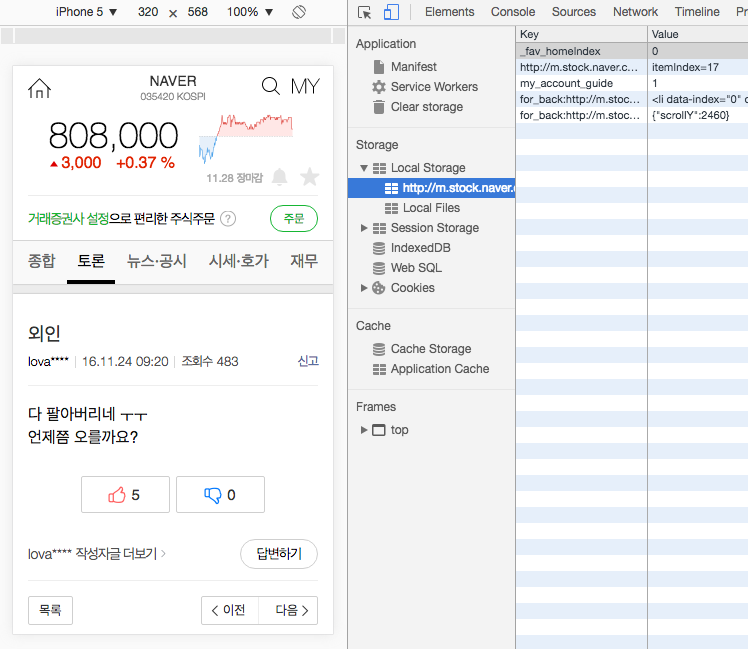 iPhone 5 ▼ 320 × 568 100% ▼
NAVER
035420 KOSPI
MY
808,000
▲3,000 +0.37 %
11.28 장마감
거래증권사 설정으로 편리한 주식주문 ?
주문
종합 토론 뉴스·공시 시세·호가 재무
외인
lova**** 16.11.24 09:20 조회수 483 신고
다 팔아버리네 ㅜㅜ
언제쯤 오를까요?
5
0
lova**** 작성자글 더보기 >
답변하기
목록
< 이전 다음 >
Elements Console Sources Network Timeline Pr
Application
Manifest
Service Workers
Clear storage
Storage
▼ Local Storage
http://m.stock.naver.c
Local Files
▶ Session Storage
IndexedDB
Web SQL
▶ Cookies
Cache
Cache Storage
Application Cache
Frames
▶ top
Key Value
_fav_homeIndex 0
http://m.stock.naver.c... itemIndex=17
my_account_guide 1
for_back:http://m.stoc... <li data-index="0" c
for_back:http://m.stoc... {"scrollY":2460}